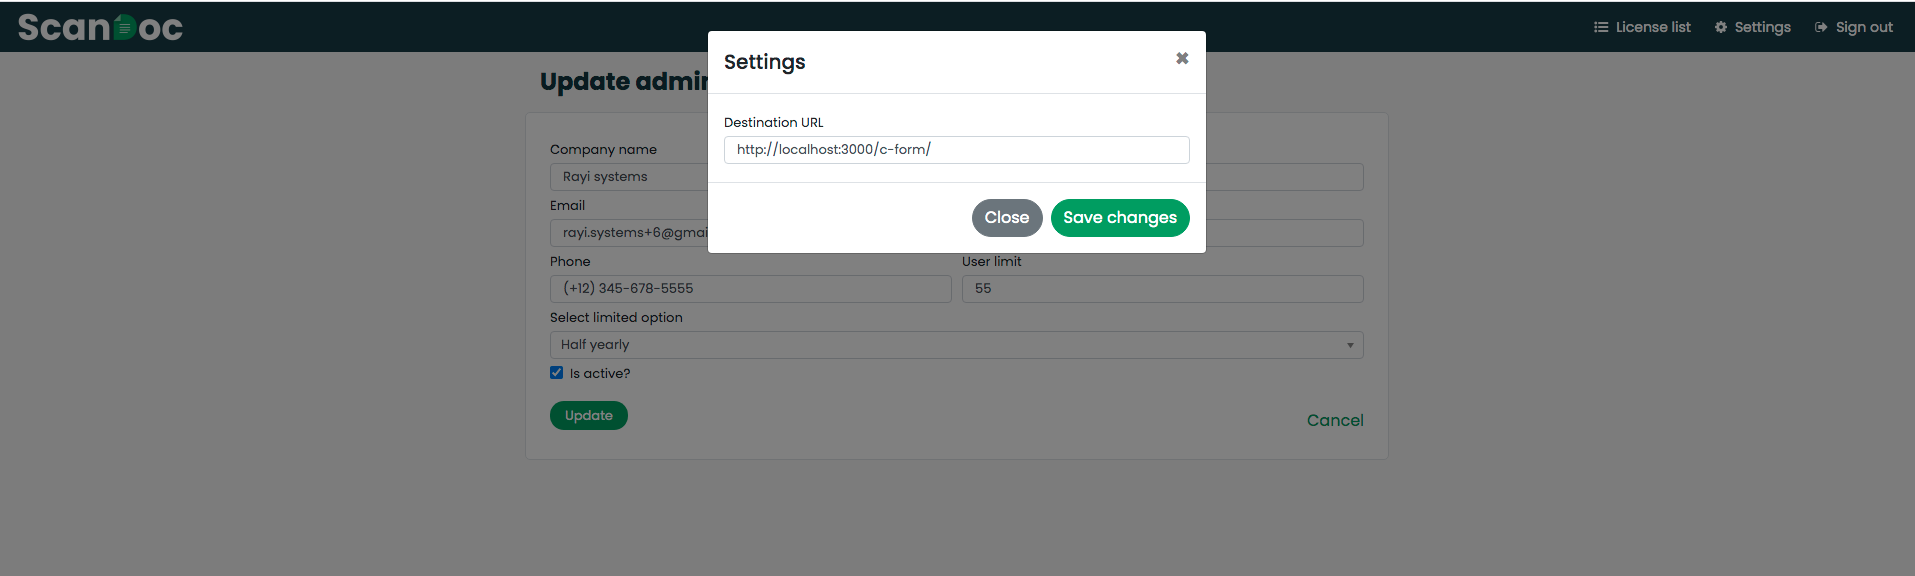 ScanDoc
License list
Settings
Sign out
Update admin
Settings
Destination URL
http://localhost:3000/c-form/
Close
Save changes
Company name
Rayi systems
Email
rayi.systems+6@gmai
Phone
User limit
(+12) 345-678-5555
55
Select limited option
Half yearly
Is active?
Update
Cancel